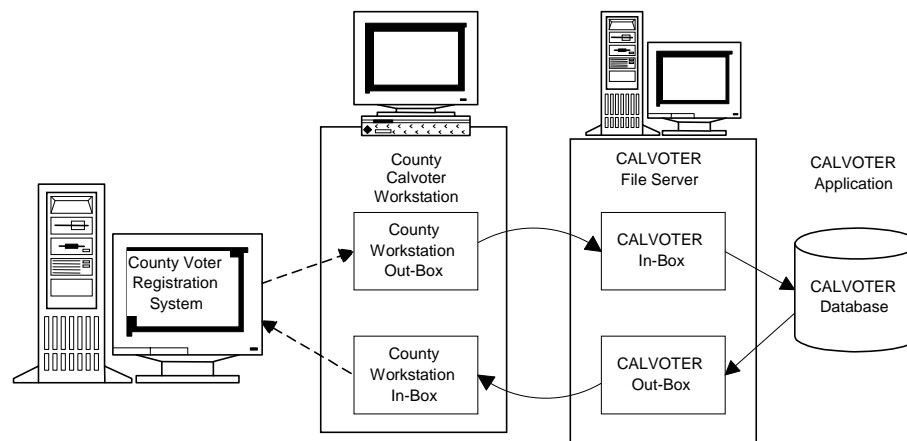 County
Calvoter
Workstation
CALVOTER
File Server
CALVOTER
Application
County Voter
Registration
System
County
Workstation
Out-Box
CALVOTER
In-Box
CALVOTER
Database
County
Workstation
In-Box
CALVOTER
Out-Box